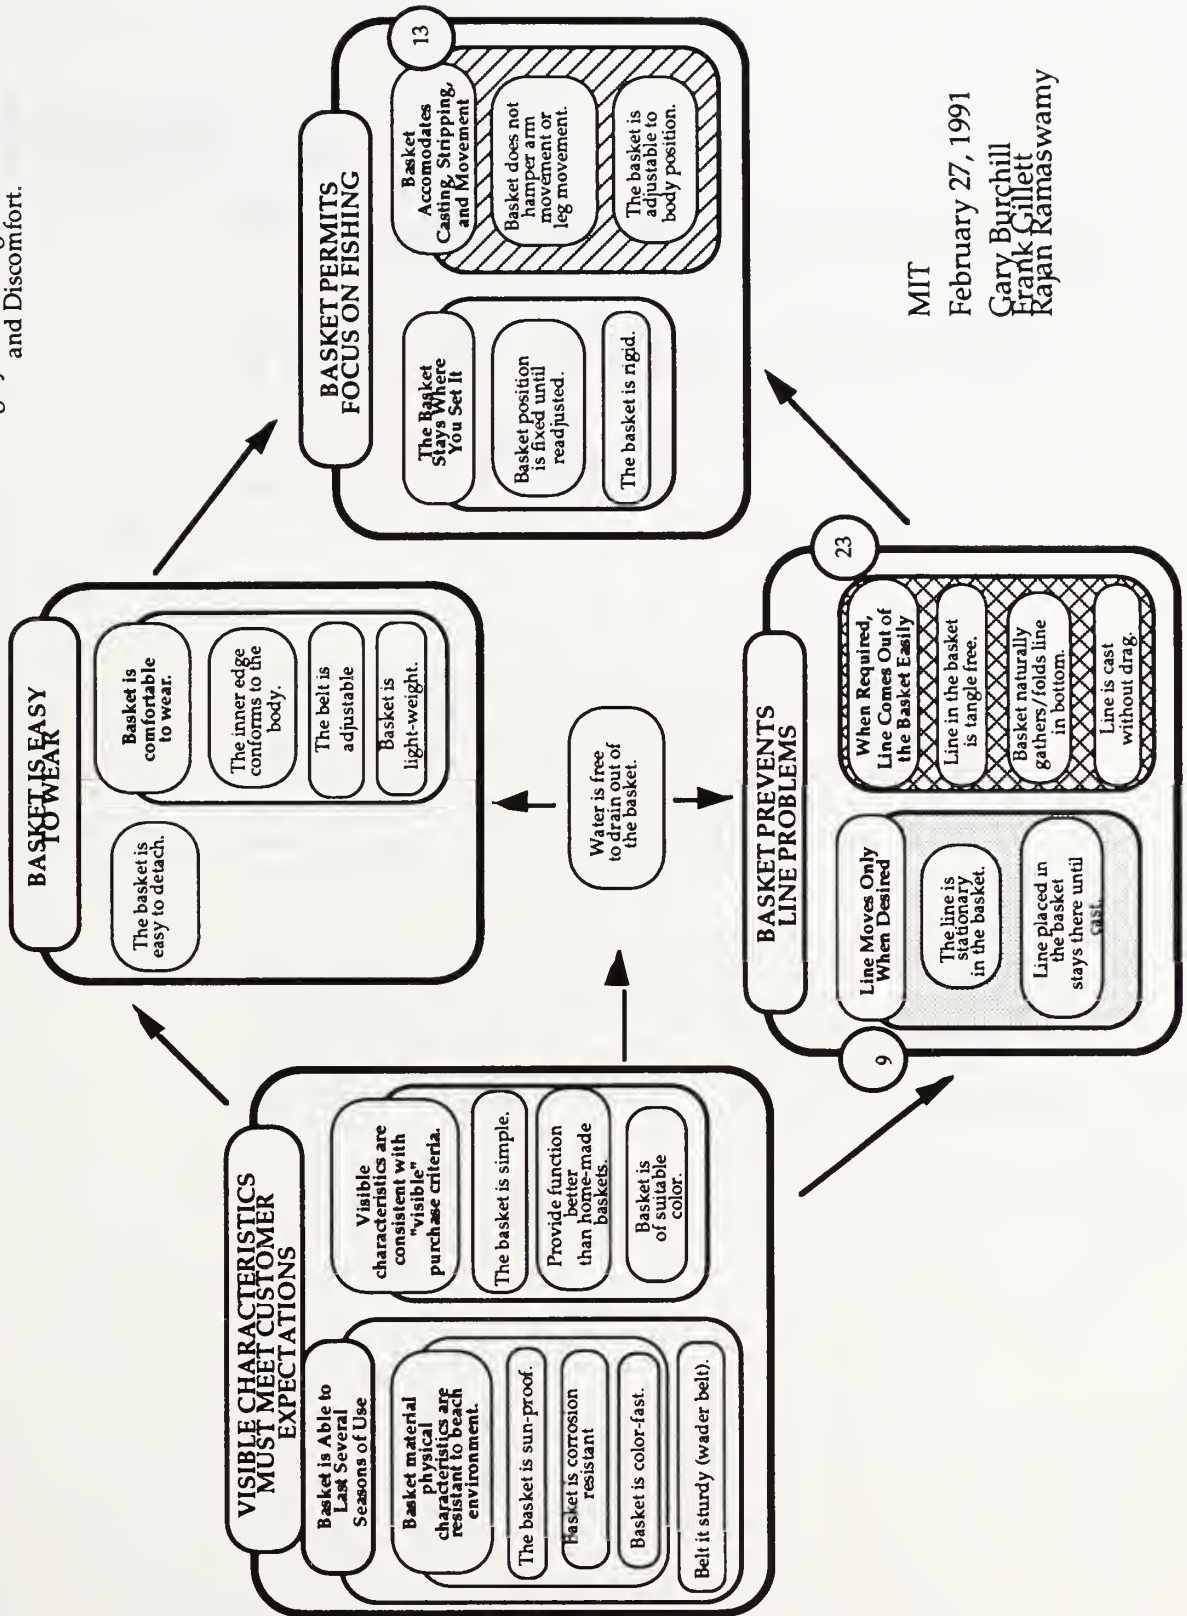 and Discomfort.
VISIBLE CHARACTERISTICS
MUST MEET CUSTOMER
EXPECTATIONS
Basket is Able to
Last Several
Seasons of Use
Basket material
physical
characteristics are
resistant to beach
environment.
The basket is sun-proof.
Basket is corrosion
resistant
Basket is color-fast.
Belt it sturdy (wader belt).
Visible
characteristics are
consistent with
"visible"
purchase criteria.
The basket is simple.
Provide function
better
than home-made
baskets.
Basket is
of suitable
color.
BASKET IS EASY
TO WEAR
The basket is
easy to detach.
Basket is
comfortable
to wear.
The inner edge
conforms to the
body.
The belt is
adjustable
Basket is
light-weight.
Water is free
to drain out of
the basket.
BASKET PREVENTS
LINE PROBLEMS
9
Line Moves Only
When Desired
The line is
stationary
in the basket.
Line placed in
the basket
stays there until
cast.
23
When Required,
Line Comes Out of
the Basket Easily
Line in the basket
is tangle free.
Basket naturally
gathers/folds line
in bottom.
Line is cast
without drag.
BASKET PERMITS
FOCUS ON FISHING
The Basket
Stays Where
You Set It
Basket position
is fixed until
readjusted.
The basket is rigid.
13
Basket
Accomodates
Casting, Stripping,
and Movement
Basket does not
hamper arm
movement or
leg movement.
The basket is
adjustable to
body position.
MIT
February 27, 1991
Gary Burchill
Frank Gillett
Rajan Ramaswamy